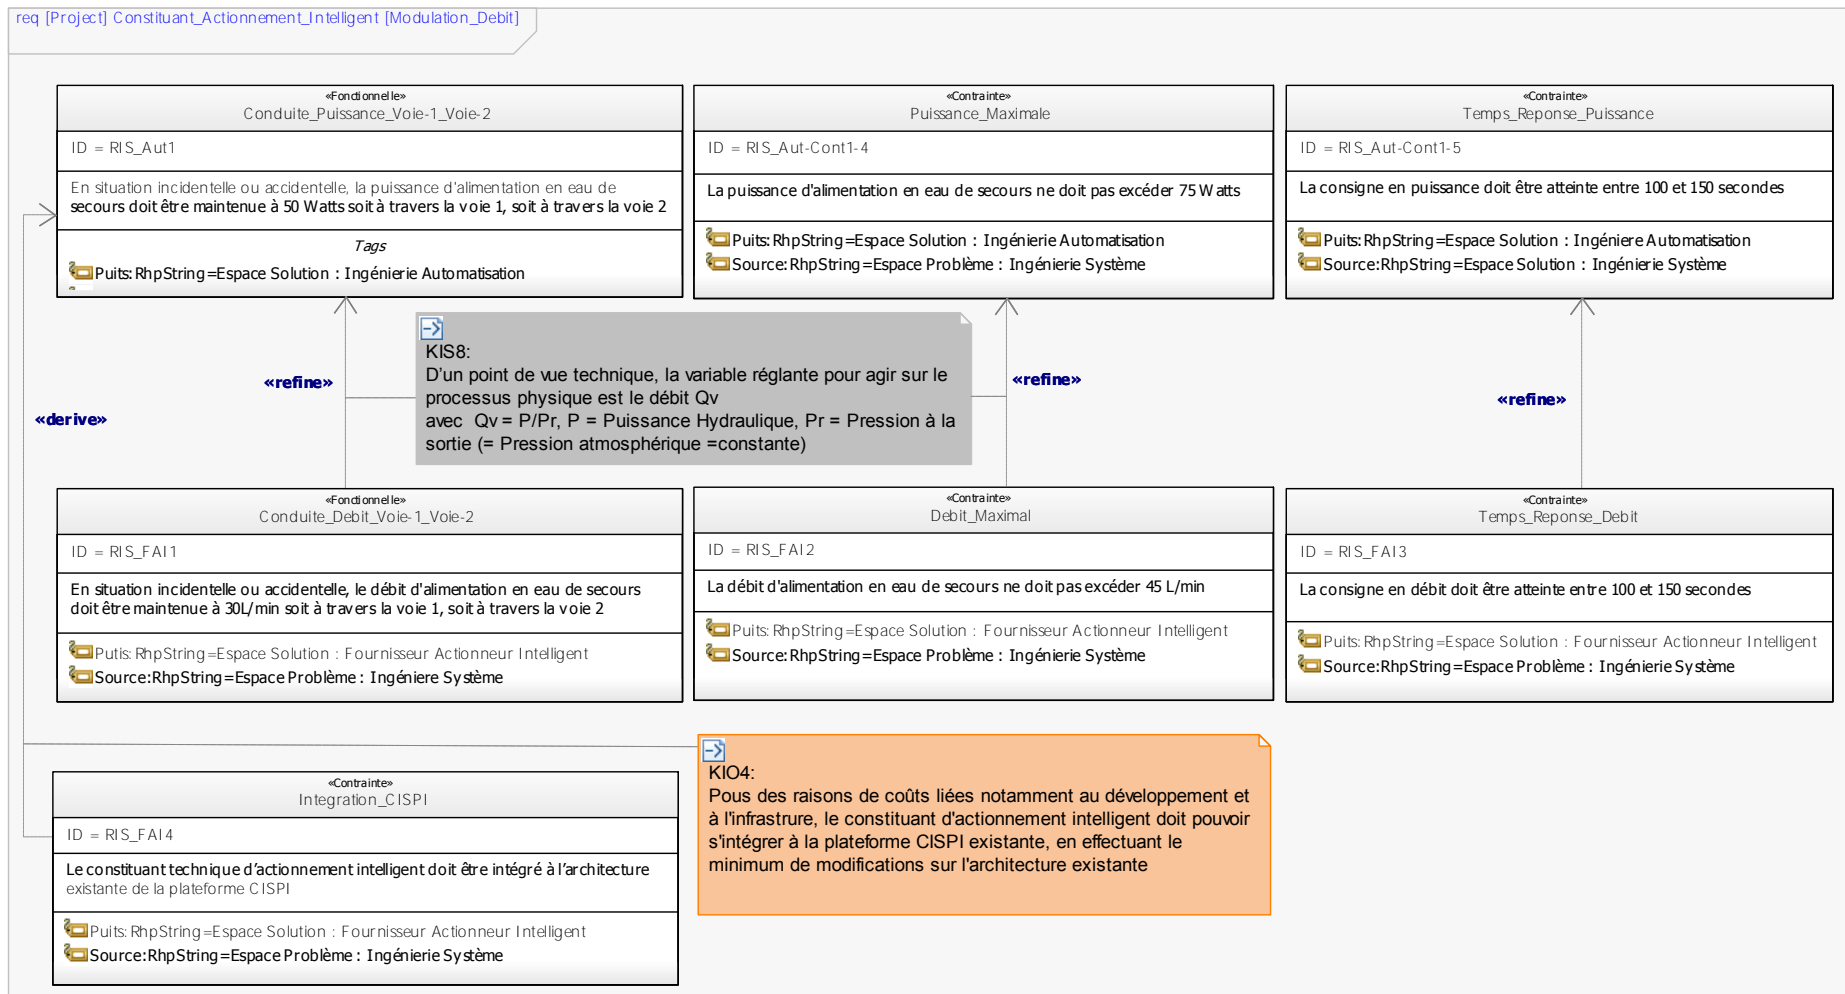 req [Project] Constituant_Actionnement_Intelligent [Modulation_Debit]
«Fonctionnelle»
Conduite_Puissance_Voie-1_Voie-2
ID = RIS_Aut1
En situation incidentelle ou accidentelle, la puissance d'alimentation en eau de
secours doit être maintenue à 50 Watts soit à travers la voie 1, soit à travers la voie 2
Tags
Puits:RhpString=Espace Solution : Ingénierie Automatisation
«Contrainte»
Puissance_Maximale
ID = RIS_Aut-Cont1-4
La puissance d'alimentation en eau de secours ne doit pas excéder 75 Watts
Puits:RhpString=Espace Solution : Ingénierie Automatisation
Source:RhpString=Espace Problème : Ingénierie Système
«Contrainte»
Temps_Reponse_Puissance
ID = RIS_Aut-Cont1-5
La consigne en puissance doit être atteinte entre 100 et 150 secondes
Puits:RhpString=Espace Solution : Ingéniere Automatisation
Source:RhpString=Espace Solution : Ingénierie Système
«refine»
«derive»
KIS8:
D'un point de vue technique, la variable réglante pour agir sur le
processus physique est le débit Qv
avec Qv = P/Pr, P = Puissance Hydraulique, Pr = Pression à la
sortie (= Pression atmosphérique =constante)
«refine»
«refine»
«Fonctionnelle»
Conduite_Debit_Voie-1_Voie-2
ID = RIS_FAI1
En situation incidentelle ou accidentelle, le débit d'alimentation en eau de secours
doit être maintenue à 30L/min soit à travers la voie 1, soit à travers la voie 2
Putis:RhpString=Espace Solution : Fournisseur Actionneur Intelligent
Source:RhpString=Espace Problème : Ingéniere Système
«Contrainte»
Debit_Maximal
ID = RIS_FAI2
La débit d'alimentation en eau de secours ne doit pas excéder 45 L/min
Puits:RhpString=Espace Solution : Fournisseur Actionneur Intelligent
Source:RhpString=Espace Problème : Ingénierie Système
«Contrainte»
Temps_Reponse_Debit
ID = RIS_FAI3
La consigne en débit doit être atteinte entre 100 et 150 secondes
Puits:RhpString=Espace Solution : Fournisseur Actionneur Intelligent
Source:RhpString=Espace Problème : Ingénierie Système
«Contrainte»
Integration_CISPI
ID = RIS_FAI4
Le constituant technique d'actionnement intelligent doit être intégré à l'architecture
existante de la plateforme CISPI
Puits:RhpString=Espace Solution : Fournisseur Actionneur Intelligent
Source:RhpString=Espace Problème : Ingénierie Système
KIO4:
Pous des raisons de coûts liées notamment au développement et
à l'infrastrure, le constituant d'actionnement intelligent doit pouvoir
s'intégrer à la plateforme CISPI existante, en effectuant le
minimum de modifications sur l'architecture existante